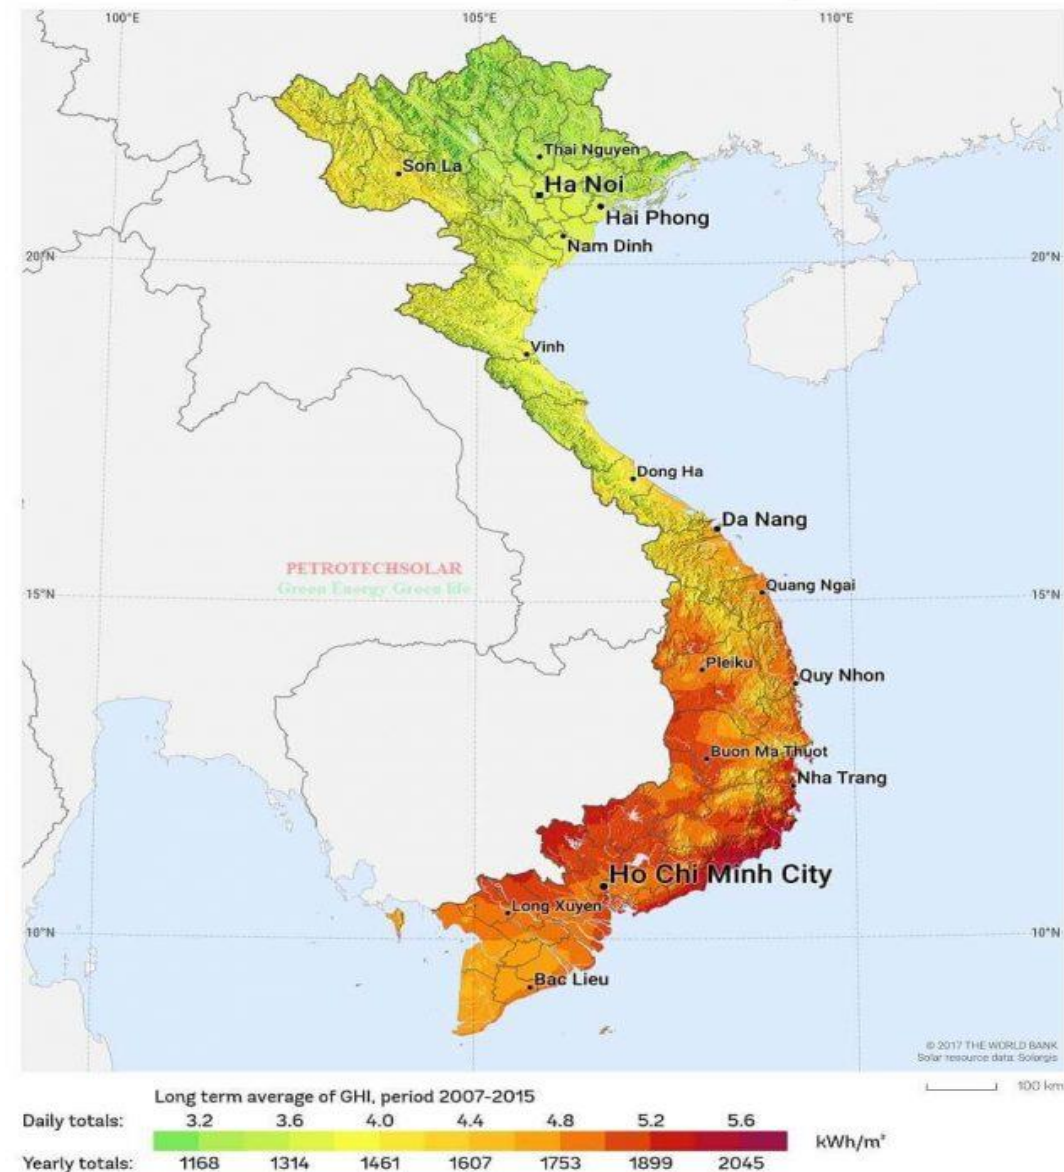 100°E 105°E 110°E
Thai Nguyen
Son La
Ha Noi
Hai Phong
Nam Dinh
20°N 20°N
Vinh
Dong Ha
Da Nang
PETROTECHSOLAR
Green Energy Green life
Quang Ngai
15°N 15°N
Pleiku
Quy Nhon
Buon Ma Thuot
Nha Trang
Ho Chi Minh City
Long Xuyen
10°N 10°N
Bac Lieu
© 2017 THE WORLD BANK
Solar resource data: Solargis
100 km
Long term average of GHI, period 2007-2015
Daily totals: 3.2 3.6 4.0 4.4 4.8 5.2 5.6
kWh/m²
Yearly totals: 1168 1314 1461 1607 1753 1899 2045